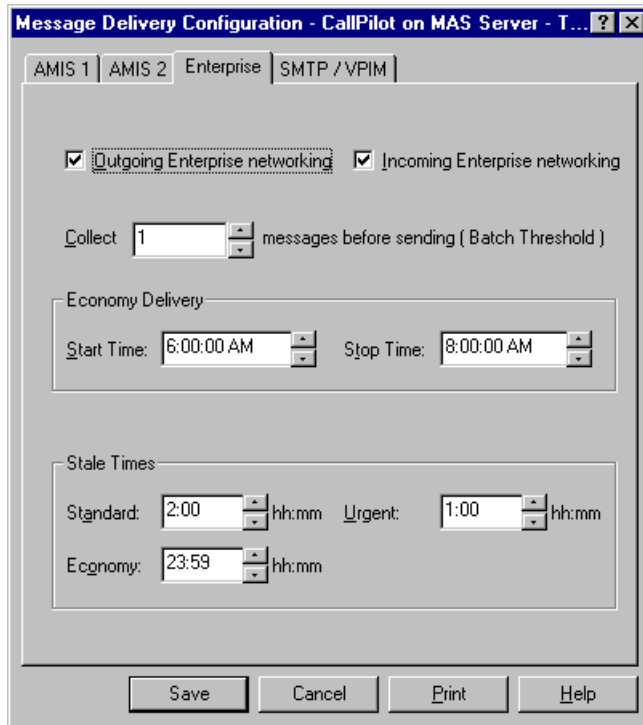 Message Delivery Configuration - CallPilot on MAS Server - T...
AMIS 1 AMIS 2 Enterprise SMTP / VPIM
Outgoing Enterprise networking Incoming Enterprise networking
Collect 1 messages before sending ( Batch Threshold )
Economy Delivery
Start Time: 6:00:00 AM Stop Time: 8:00:00 AM
Stale Times
Standard: 2:00 hh:mm Urgent: 1:00 hh:mm
Economy: 23:59 hh:mm
Save Cancel Print Help